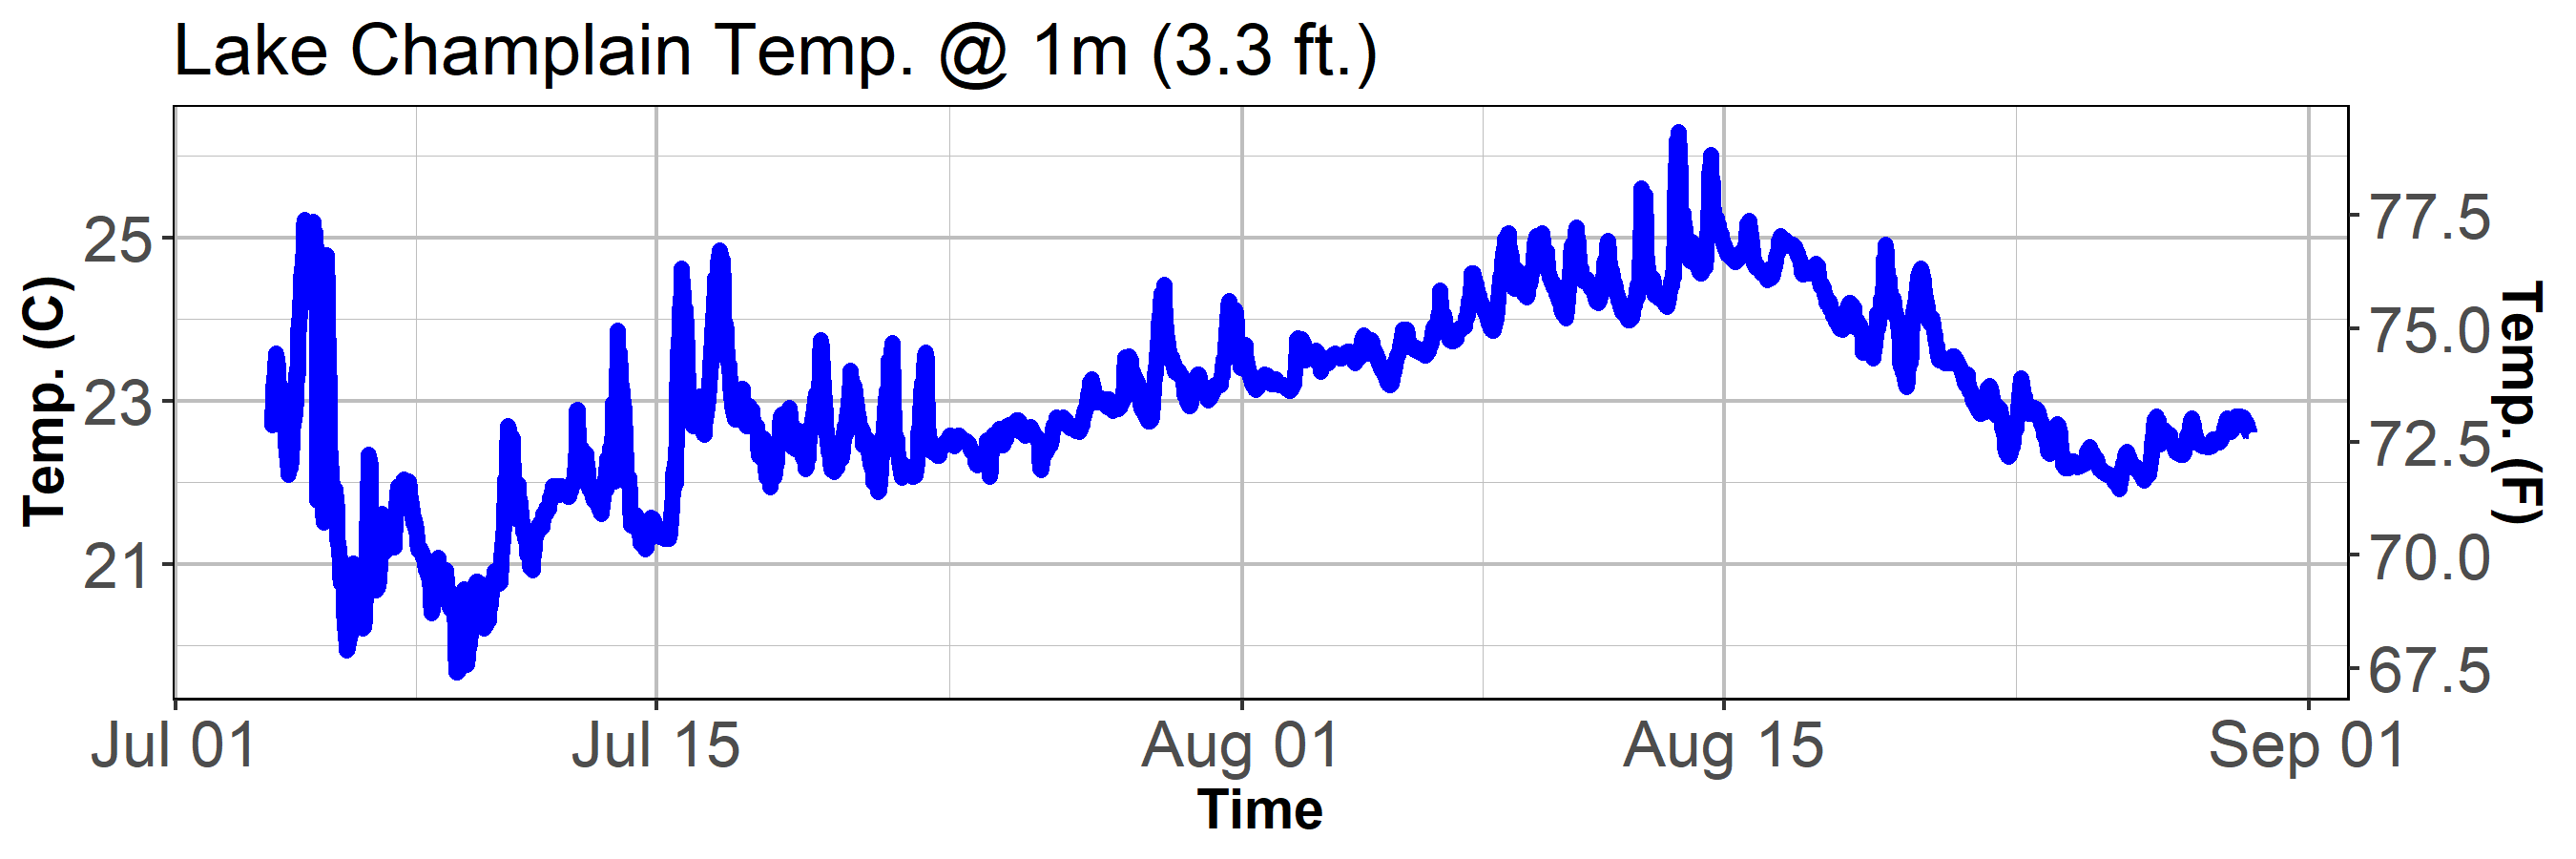 Lake Champlain Temp. @ 1m (3.3 ft.)
Temp. (C)
25
23
21
77.5
75.0
72.5
70.0
67.5
Temp. (F)
Jul 01 Jul 15 Aug 01 Aug 15 Sep 01
Time